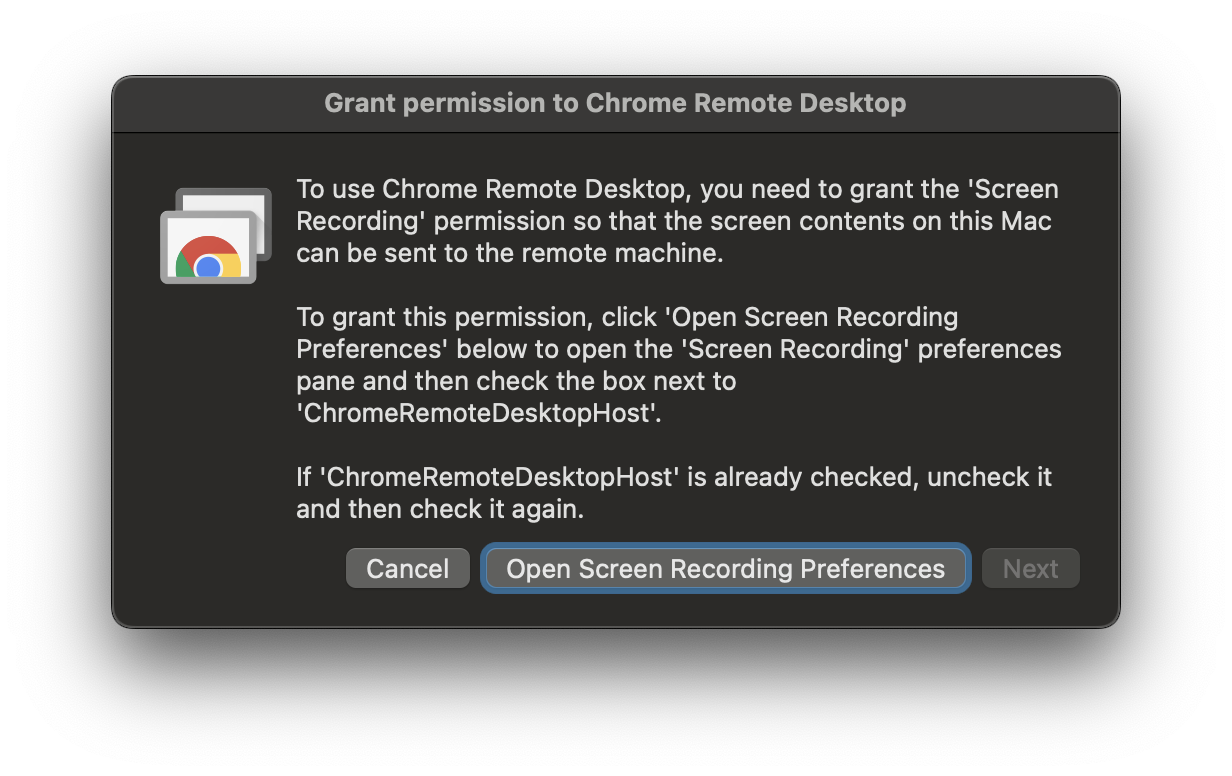 Grant permission to Chrome Remote Desktop
To use Chrome Remote Desktop, you need to grant the 'Screen
Recording' permission so that the screen contents on this Mac
can be sent to the remote machine.
To grant this permission, click 'Open Screen Recording
Preferences' below to open the 'Screen Recording' preferences
pane and then check the box next to
'ChromeRemoteDesktopHost'.
If 'ChromeRemoteDesktopHost' is already checked, uncheck it
and then check it again.
Cancel
Open Screen Recording Preferences
Next